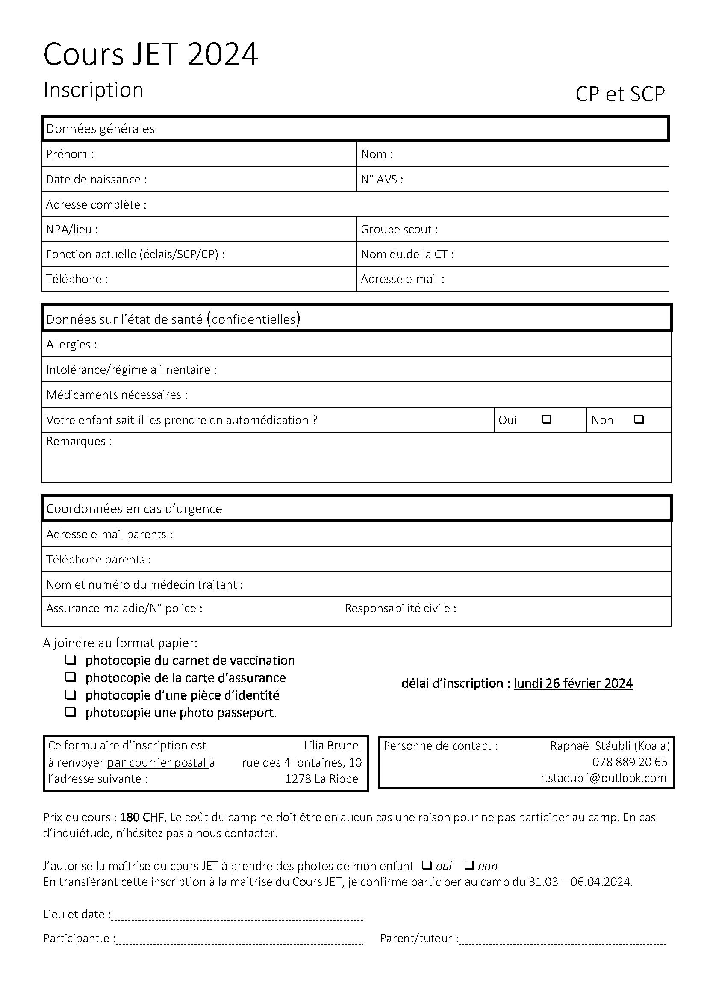 Cours JET 2024
Inscription
CP et SCP
Données générales
Prénom :
Nom :
Date de naissance :
N° AVS :
Adresse complète :
NPA/lieu :
Groupe scout :
Fonction actuelle (éclais/SCP/CP) :
Nom du.de la CT :
Téléphone :
Adresse e-mail :
Données sur l’état de santé (confidentielles)
Allergies :
Intolérance/régime alimentaire :
Médicaments nécessaires :
Votre enfant sait-il les prendre en automédication ?
Oui ❑
Non ❑
Remarques :
Coordonnées en cas d’urgence
Adresse e-mail parents :
Téléphone parents :
Nom et numéro du médecin traitant :
Assurance maladie/N° police :
Responsabilité civile :
A joindre au format papier:
❑ photocopie du carnet de vaccination
❑ photocopie de la carte d’assurance
❑ photocopie d’une pièce d’identité
❑ photocopie une photo passeport.
délai d’inscription : lundi 26 février 2024
Ce formulaire d’inscription est
à renvoyer par courrier postal à
l’adresse suivante :
Lilia Brunel
rue des 4 fontaines, 10
1278 La Rippe
Personne de contact :
Raphaël Stäubli (Koala)
078 889 20 65
r.staeubli@outlook.com
Prix du cours : 180 CHF. Le coût du camp ne doit être en aucun cas une raison pour ne pas participer au camp. En cas
d’inquiétude, n’hésitez pas à nous contacter.
J’autorise la maîtrise du cours JET à prendre des photos de mon enfant ❑ oui ❑ non
En transférant cette inscription à la maitrise du Cours JET, je confirme participer au camp du 31.03 – 06.04.2024.
Lieu et date :
Participant.e :
Parent/tuteur :